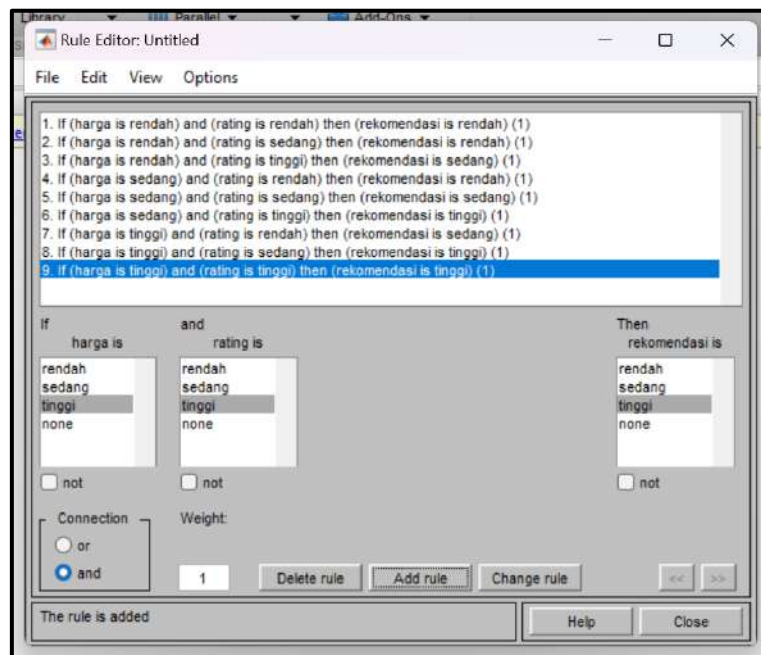 Library Parallel Add-Ons
Rule Editor: Untitled
File Edit View Options
1. If (harga is rendah) and (rating is rendah) then (rekomendasi is rendah) (1)
2. If (harga is rendah) and (rating is sedang) then (rekomendasi is rendah) (1)
3. If (harga is rendah) and (rating is tinggi) then (rekomendasi is sedang) (1)
4. If (harga is sedang) and (rating is rendah) then (rekomendasi is rendah) (1)
5. If (harga is sedang) and (rating is sedang) then (rekomendasi is sedang) (1)
6. If (harga is sedang) and (rating is tinggi) then (rekomendasi is tinggi) (1)
7. If (harga is tinggi) and (rating is rendah) then (rekomendasi is sedang) (1)
8. If (harga is tinggi) and (rating is sedang) then (rekomendasi is tinggi) (1)
9. If (harga is tinggi) and (rating is tinggi) then (rekomendasi is tinggi) (1)
If and Then
harga is rating is rekomendasi is
rendah rendah rendah
sedang sedang sedang
tinggi tinggi tinggi
none none none
not not not
Connection Weight:
or
and 1 Delete rule Add rule Change rule << >>
The rule is added Help Close